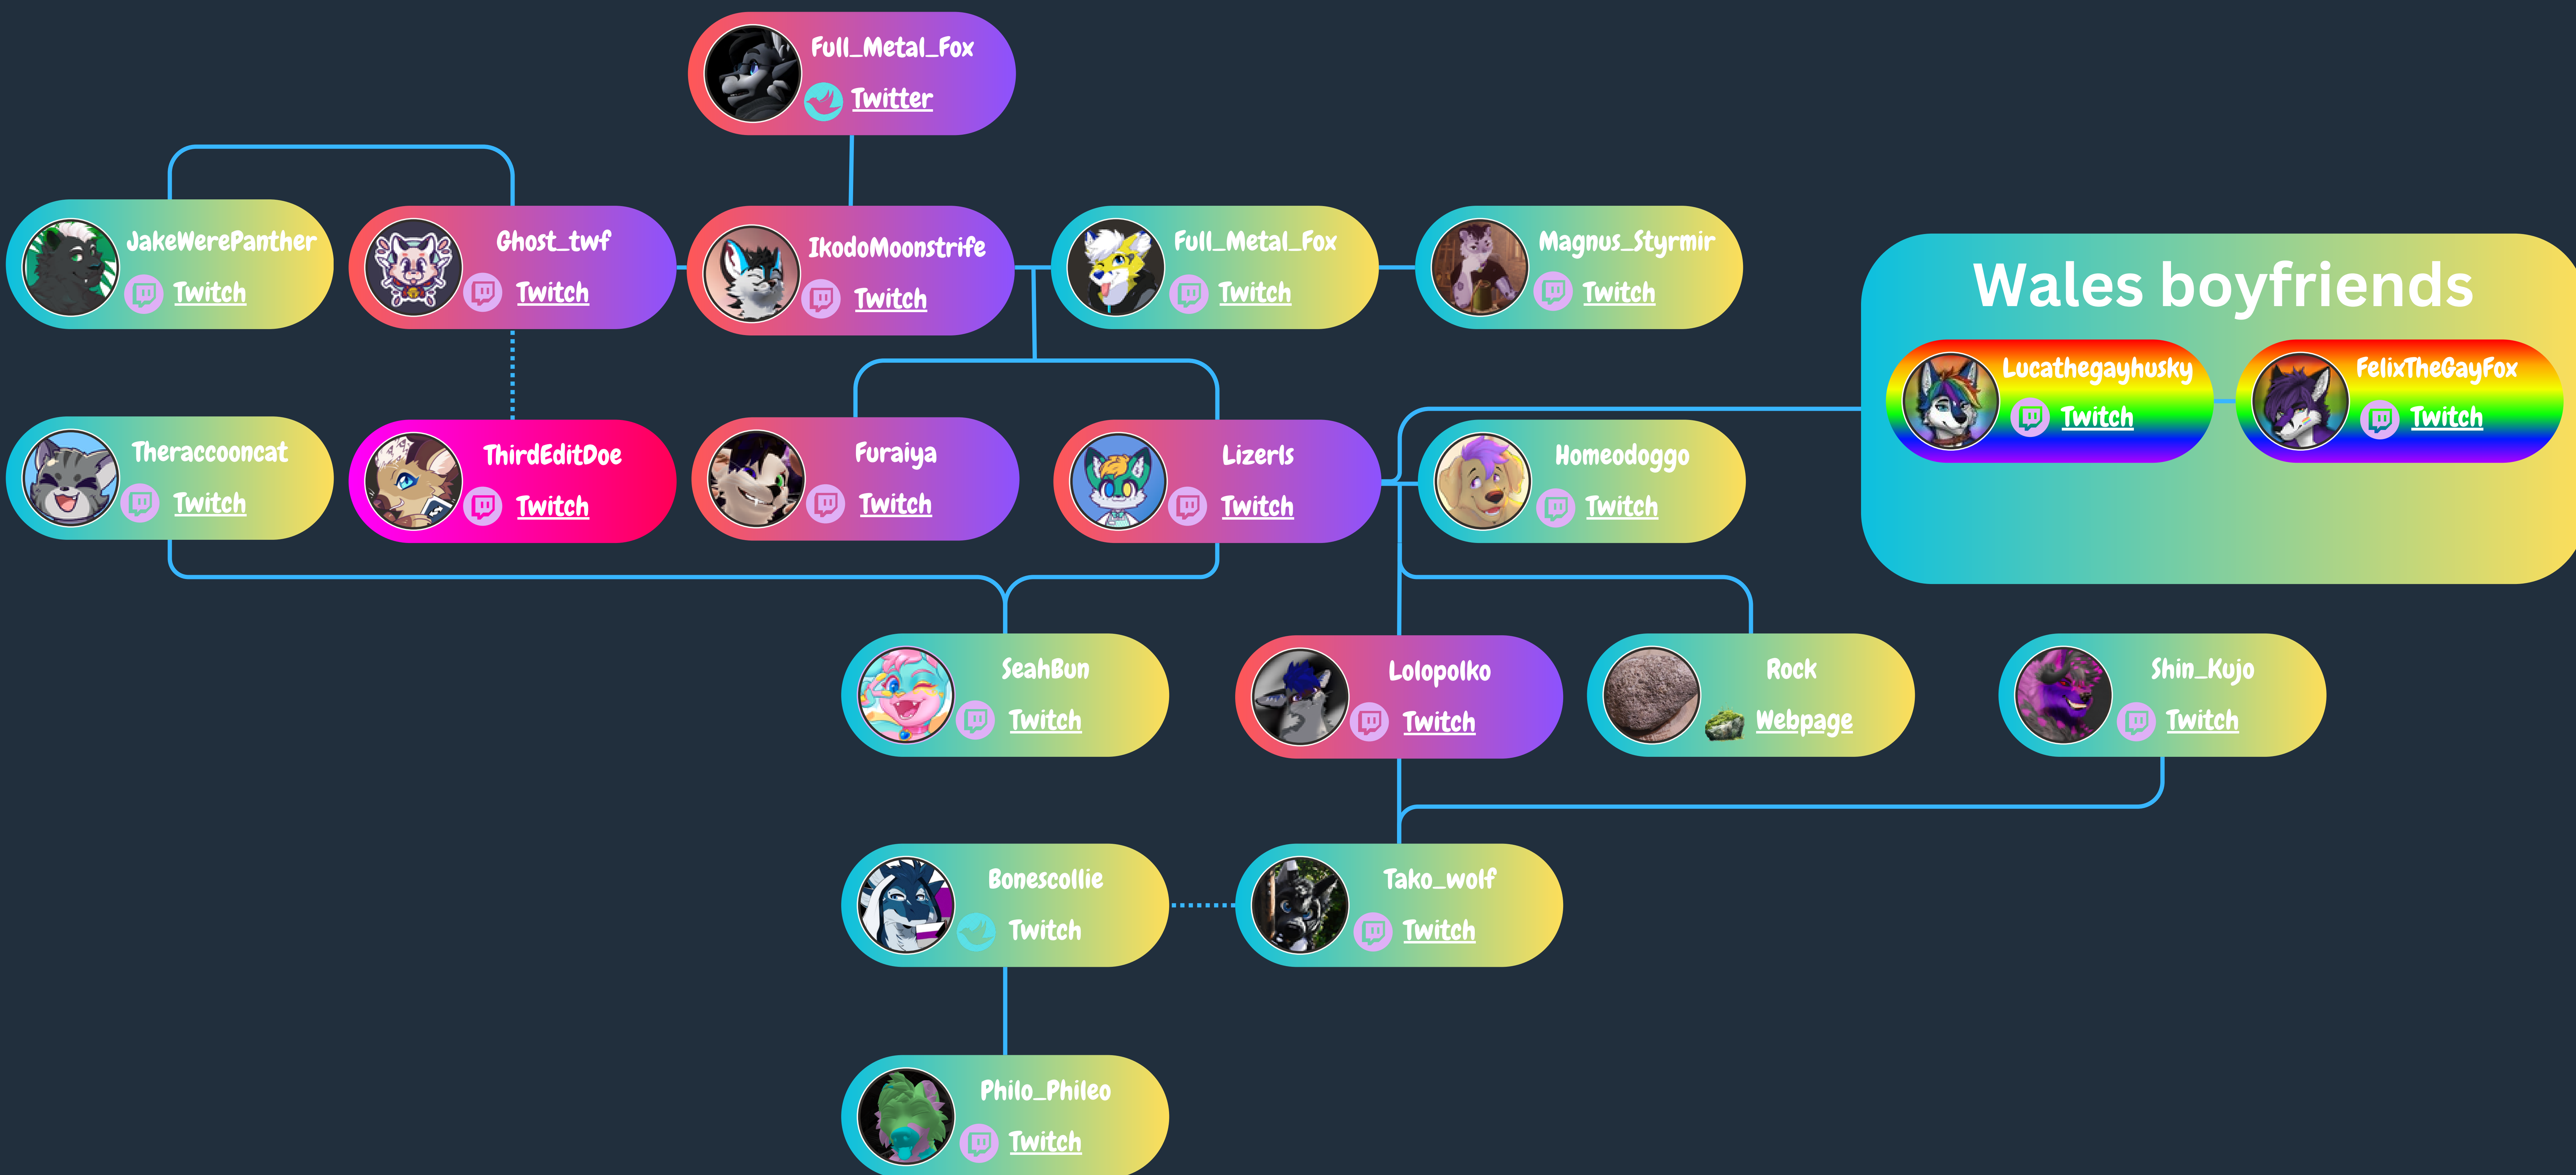 Full_Metal_Fox
Twitter
JakeWerePanther
Twitch
Ghost_twf
Twitch
IkodoMoonstrife
Twitch
Full_Metal_Fox
Twitch
Magnus_Styrmir
Twitch
Wales boyfriends
Lucathegayhusky
Twitch
FelixTheGayFox
Twitch
Theraccooncat
Twitch
ThirdEditDoe
Twitch
Furaiya
Twitch
Lizerls
Twitch
Homeodoggo
Twitch
SeahBun
Twitch
Lolopolko
Twitch
Rock
Webpage
Shin_Kujo
Twitch
Bonescollie
Twitch
Tako_wolf
Twitch
Philo_Phileo
Twitch